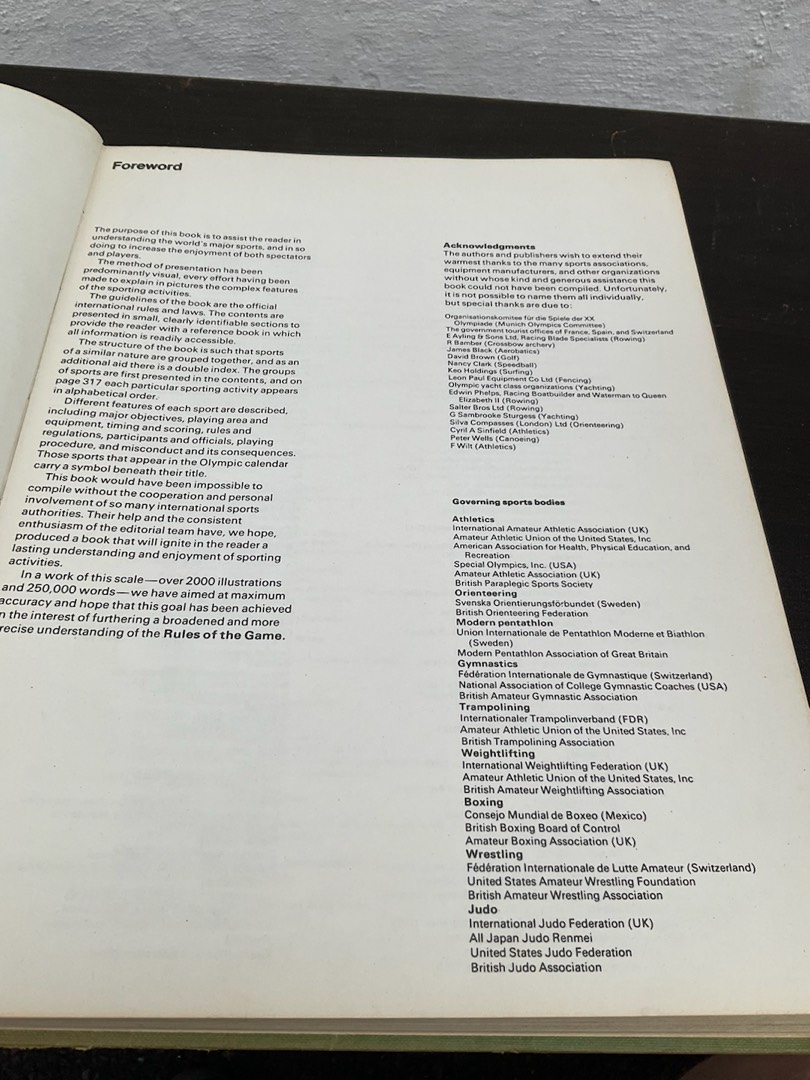 Foreword
The purpose of this book is to assist the reader in
understanding the world's major sports, and in so
doing to increase the enjoyment of both spectators
and players.
The method of presentation has been
predominantly visual, every effort having been
made to explain in pictures the complex features
of the sporting activities.
The guidelines of the book are the official
international rules and laws. The contents are
presented in small, clearly identifiable sections to
provide the reader with a reference book in which
all information is readily accessible.
The structure of the book is such that sports
of a similar nature are grouped together, and as an
additional aid there is a double index. The groups
of sports are first presented in the contents, and on
page 317 each particular sporting activity appears
in alphabetical order.
Different features of each sport are described,
including major objectives, playing area and
equipment, timing and scoring, rules and
regulations, participants and officials, playing
procedure, and misconduct and its consequences.
Those sports that appear in the Olympic calendar
carry a symbol beneath their title.
This book would have been impossible to
compile without the cooperation and personal
involvement of so many international sports
authorities. Their help and the consistent
enthusiasm of the editorial team have, we hope,
produced a book that will ignite in the reader a
lasting understanding and enjoyment of sporting
activities.
In a work of this scale—over 2000 illustrations
and 250,000 words—we have aimed at maximum
accuracy and hope that this goal has been achieved
n the interest of furthering a broadened and more
recise understanding of the Rules of the Game.
Acknowledgments
The authors and publishers wish to extend their
warmest thanks to the many sports associations,
equipment manufacturers, and other organizations
without whose kind and generous assistance this
book could not have been compiled. Unfortunately,
it is not possible to name them all individually,
but special thanks are due to:
Organisationskomitee für die Spiele der XX
Olympiade (Munich Olympics Committee)
The government tourist offices of France, Spain, and Switzerland
E Ayling & Sons Ltd, Racing Blade Specialists (Rowing)
R Bamber (Crossbow archery)
James Black (Aerobatics)
David Brown (Golf)
Nancy Clark (Speedball)
Keo Holdings (Surfing)
Leon Paul Equipment Co Ltd (Fencing)
Olympic yacht class organizations (Yachting)
Edwin Phelps, Racing Boatbuilder and Waterman to Queen
Elizabeth II (Rowing)
Salter Bros Ltd (Rowing)
G Sambrooke Sturgess (Yachting)
Silva Compasses (London) Ltd (Orienteering)
Cyril A Sinfield (Athletics)
Peter Wells (Canoeing)
F Wilt (Athletics)
Governing sports bodies
Athletics
International Amateur Athletic Association (UK)
Amateur Athletic Union of the United States, Inc
American Association for Health, Physical Education, and
Recreation
Special Olympics, Inc. (USA)
Amateur Athletic Association (UK)
British Paraplegic Sports Society
Orienteering
Svenska Orientierungsförbundet (Sweden)
British Orienteering Federation
Modern pentathlon
Union Internationale de Pentathlon Moderne et Biathlon
(Sweden)
Modern Pentathlon Association of Great Britain
Gymnastics
Fédération Internationale de Gymnastique (Switzerland)
National Association of College Gymnastic Coaches (USA)
British Amateur Gymnastic Association
Trampolining
Internationaler Trampolinverband (FDR)
Amateur Athletic Union of the United States, Inc
British Trampolining Association
Weightlifting
International Weightlifting Federation (UK)
Amateur Athletic Union of the United States, Inc
British Amateur Weightlifting Association
Boxing
Consejo Mundial de Boxeo (Mexico)
British Boxing Board of Control
Amateur Boxing Association (UK)
Wrestling
Fédération Internationale de Lutte Amateur (Switzerland)
United States Amateur Wrestling Foundation
British Amateur Wrestling Association
Judo
International Judo Federation (UK)
All Japan Judo Renmei
United States Judo Federation
British Judo Association